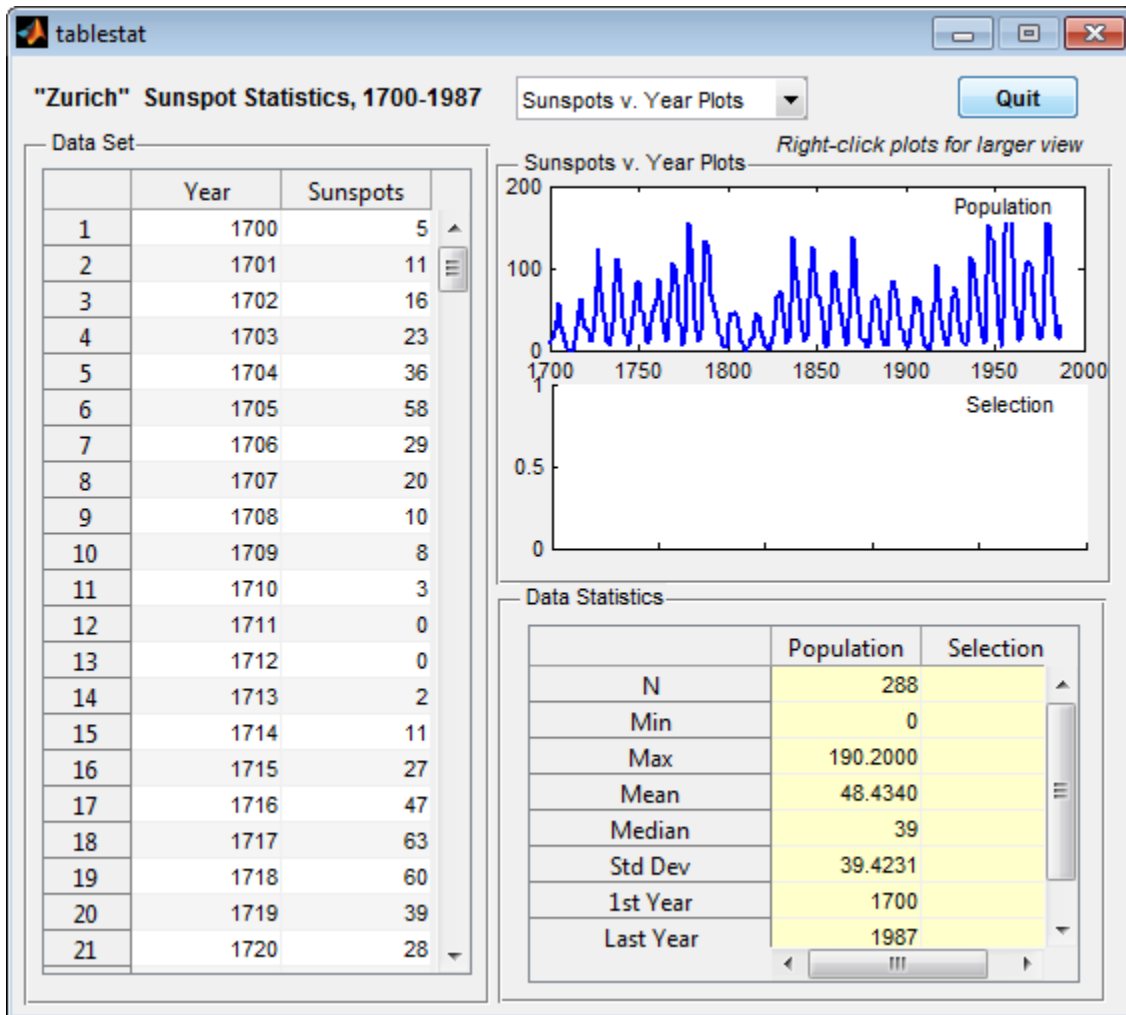 tablestat
"Zurich" Sunspot Statistics, 1700-1987
Sunspots v. Year Plots
Quit
Right-click plots for larger view
Data Set
Year Sunspots
1 1700 5
2 1701 11
3 1702 16
4 1703 23
5 1704 36
6 1705 58
7 1706 29
8 1707 20
9 1708 10
10 1709 8
11 1710 3
12 1711 0
13 1712 0
14 1713 2
15 1714 11
16 1715 27
17 1716 47
18 1717 63
19 1718 60
20 1719 39
21 1720 28
Sunspots v. Year Plots
200
Population
100
0
1700 1750 1800 1850 1900 1950 2000
1
Selection
0.5
0
Data Statistics
Population Selection
N 288
Min 0
Max 190.2000
Mean 48.4340
Median 39
Std Dev 39.4231
1st Year 1700
Last Year 1987